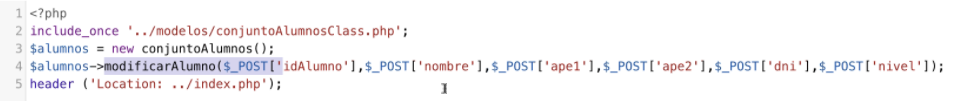 1 <?php
2 include_once '../modelos/conjuntoAlumnosClass.php';
3 $alumnos = new conjuntoAlumnos();
4 $alumnos->modificarAlumno($_POST['idAlumno'],$_POST['nombre'],$_POST['ape1'],$_POST['ape2'],$_POST['dni'],$_POST['nivel']);
5 header ('Location: ../index.php');